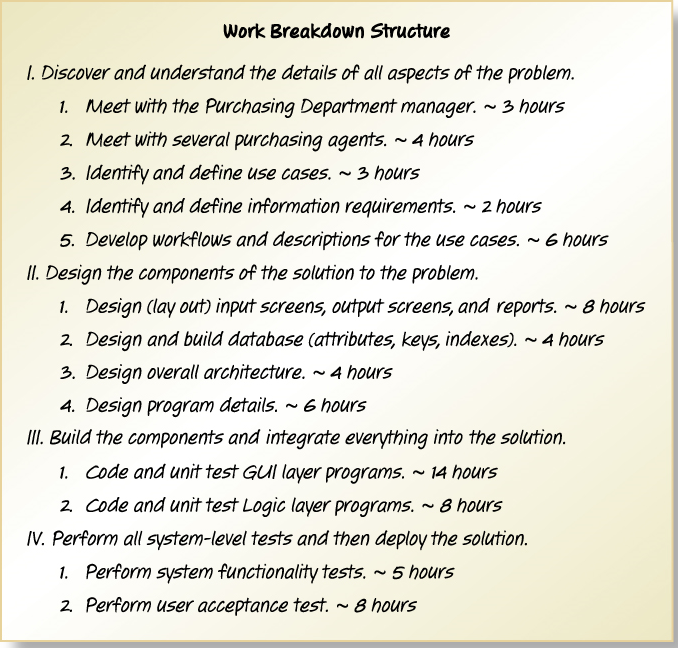 Work Breakdown Structure
I. Discover and understand the details of all aspects of the problem.
1. Meet with the Purchasing Department manager. ~ 3 hours
2. Meet with several purchasing agents. ~ 4 hours
3. Identify and define use cases. ~ 3 hours
4. Identify and define information requirements. ~ 2 hours
5. Develop workflows and descriptions for the use cases. ~ 6 hours
II. Design the components of the solution to the problem.
1. Design (lay out) input screens, output screens, and reports. ~ 8 hours
2. Design and build database (attributes, keys, indexes). ~ 4 hours
3. Design overall architecture. ~ 4 hours
4. Design program details. ~ 6 hours
III. Build the components and integrate everything into the solution.
1. Code and unit test GUI layer programs. ~ 14 hours
2. Code and unit test Logic layer programs. ~ 8 hours
IV. Perform all system-level tests and then deploy the solution.
1. Perform system functionality tests. ~ 5 hours
2. Perform user acceptance test. ~ 8 hours